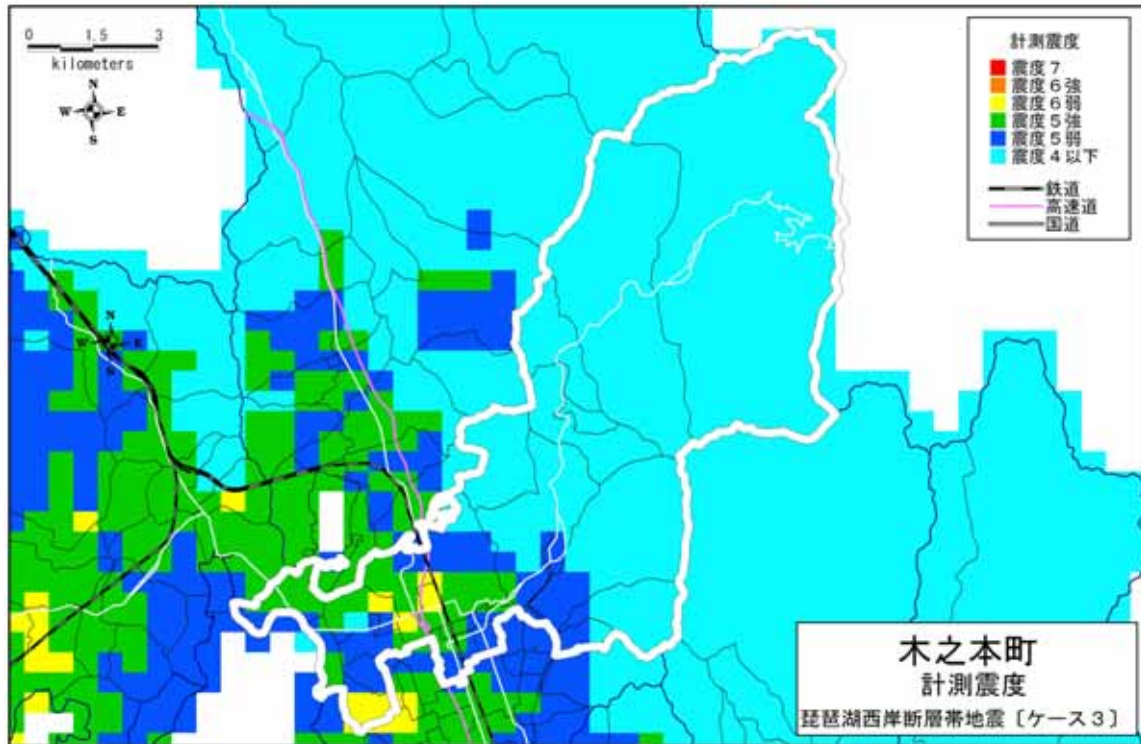 0 1.5 3
kilometers
N
W E
S
N
W E
S
計測震度
震度7
震度6強
震度6弱
震度5強
震度5弱
震度4以下
鉄道
高速道
国道
木之本町
計測震度
琵琶湖西岸断層帯地震〔ケース3〕